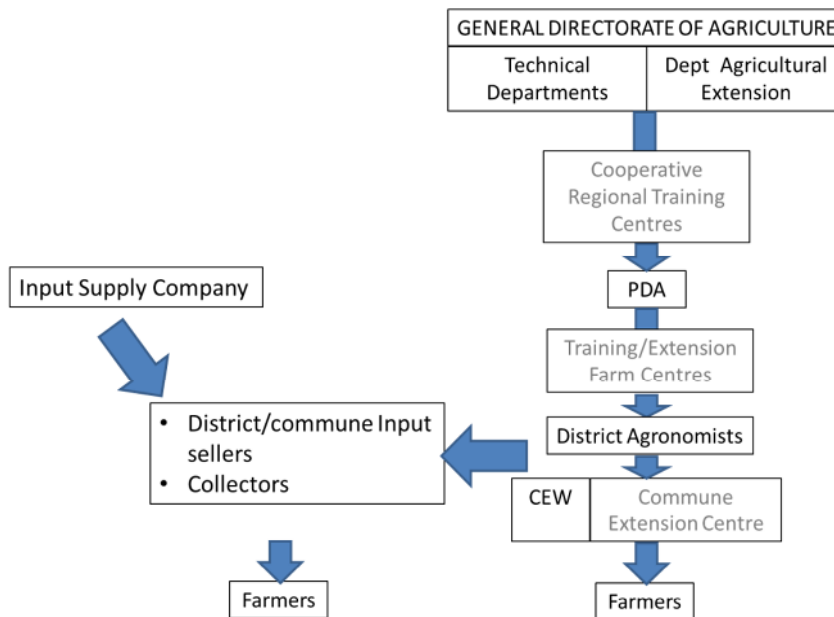 GENERAL DIRECTORATE OF AGRICULTURE
Technical
Departments
Dept Agricultural
Extension
Cooperative
Regional Training
Centres
Input Supply Company
PDA
Training/Extension
Farm Centres
• District/commune Input
sellers
• Collectors
District Agronomists
CEW
Commune
Extension Centre
Farmers
Farmers